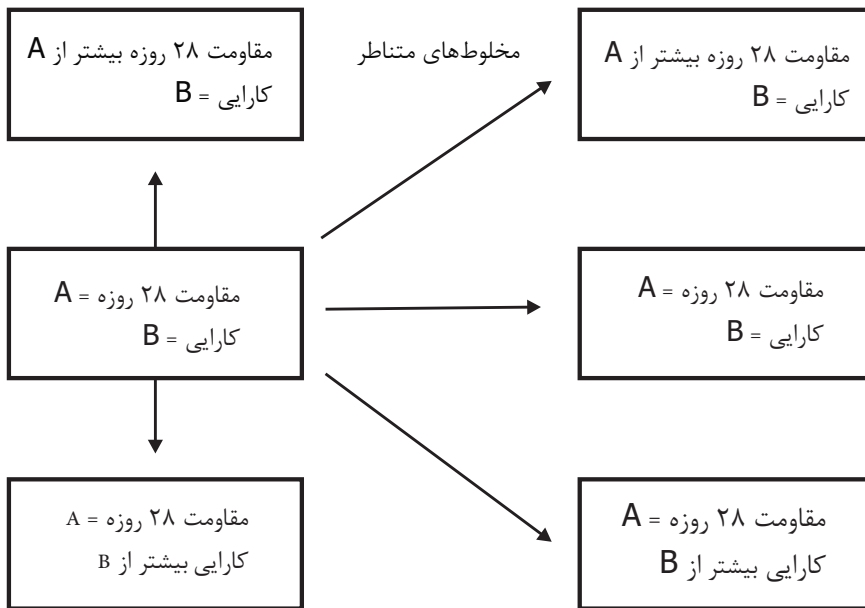 مقاومت ۲۸ روزه بیشتر از A
کارایی = B
مخلوط‌های متناطر
مقاومت ۲۸ روزه بیشتر از A
کارایی = B
مقاومت ۲۸ روزه = A
کارایی = B
مقاومت ۲۸ روزه = A
کارایی = B
مقاومت ۲۸ روزه = A
کارایی بیشتر از B
مقاومت ۲۸ روزه = A
کارایی بیشتر از B